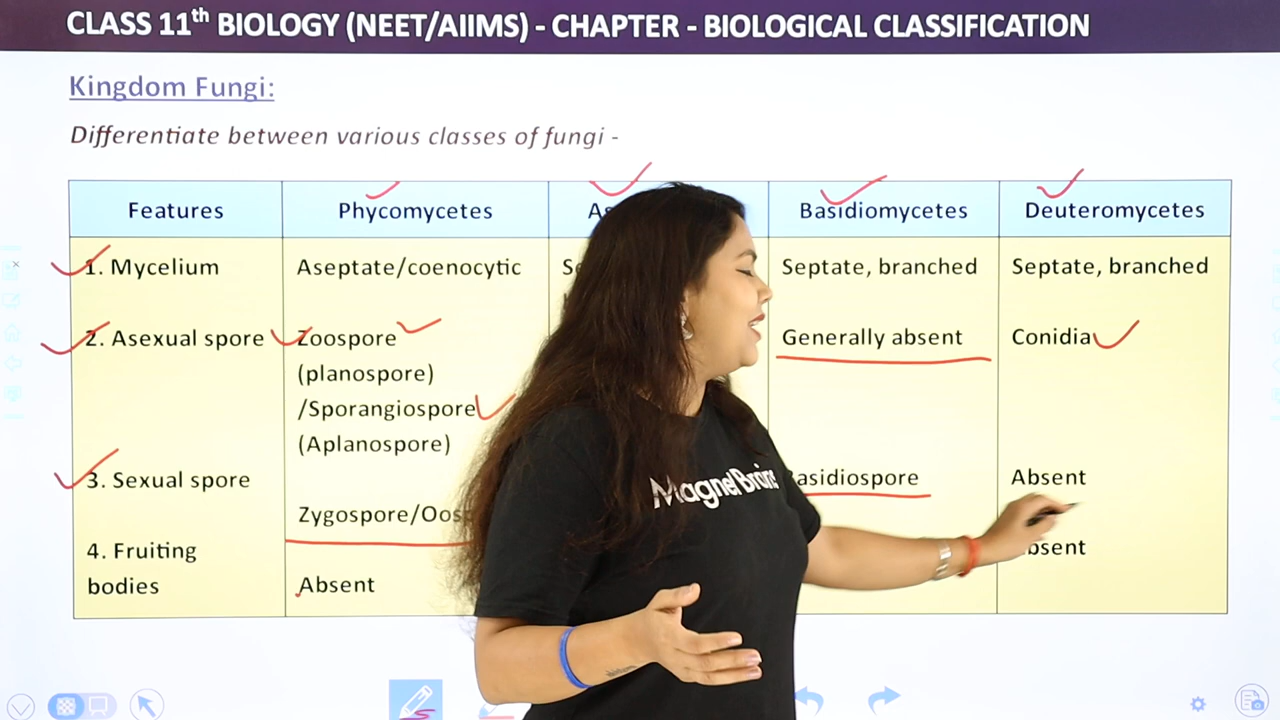 CLASS 11th BIOLOGY (NEET/AIIMS) - CHAPTER - BIOLOGICAL CLASSIFICATION
Kingdom Fungi:
Differentiate between various classes of fungi -
Features Phycomycetes Basidiomycetes Deuteromycetes
1. Mycelium Aseptate/coenocytic Septate, branched Septate, branched
2. Asexual spore Zoospore Generally absent Conidia
(planospore)
/Sporangiospore
(Aplanospore)
3. Sexual spore asidiospore Absent
Zygospore/Oos
4. Fruiting bsent
bodies Absent
Magnet Brains